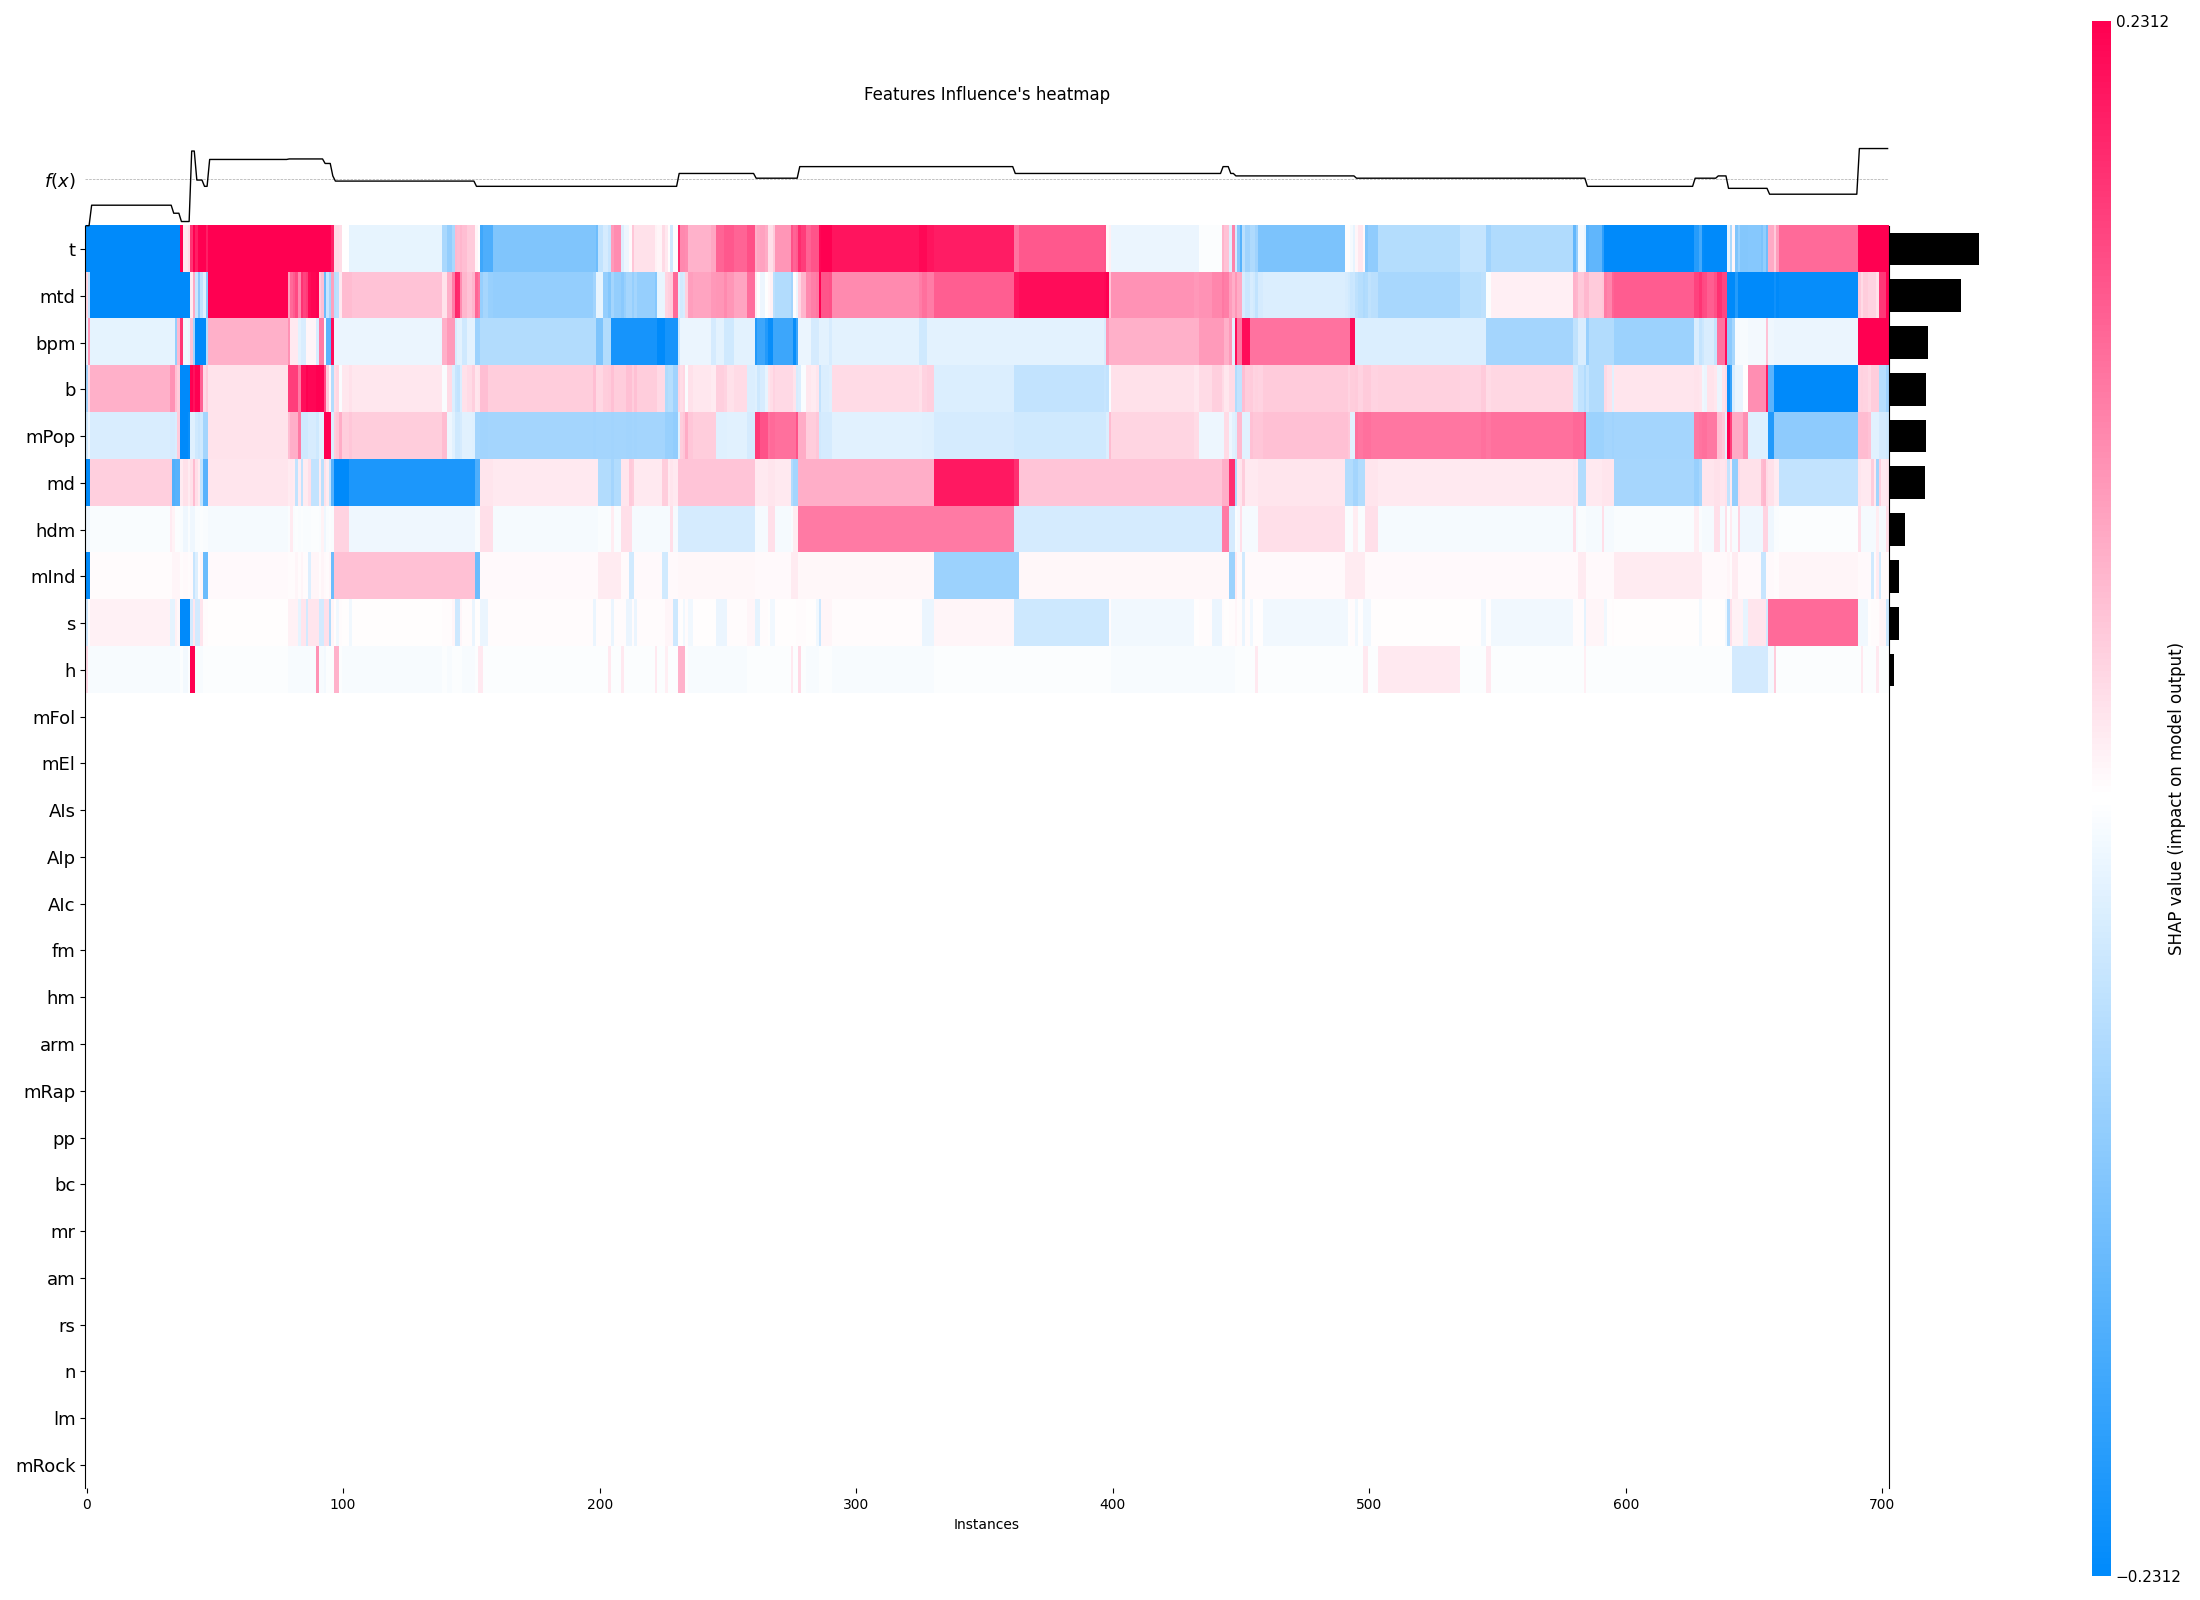 0.2312
Features Influence's heatmap
f(x)
t
mtd
bpm
b
mPop
md
hdm
mInd
s
h
mFol
mEl
AIs
AIp
AIc
fm
hm
arm
mRap
pp
bc
mr
am
rs
n
lm
mRock
0 100 200 300 400 500 600 700
Instances
SHAP value (impact on model output)
−0.2312